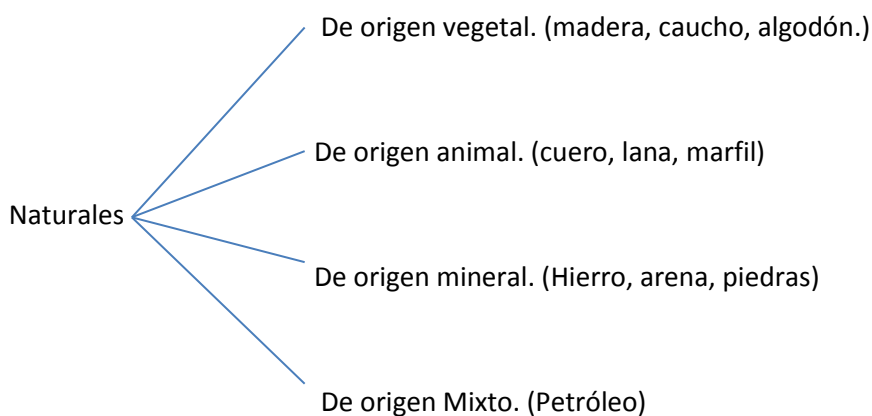 De origen vegetal. (madera, caucho, algodón.)
De origen animal. (cuero, lana, marfil)
Naturales
De origen mineral. (Hierro, arena, piedras)
De origen Mixto. (Petróleo)